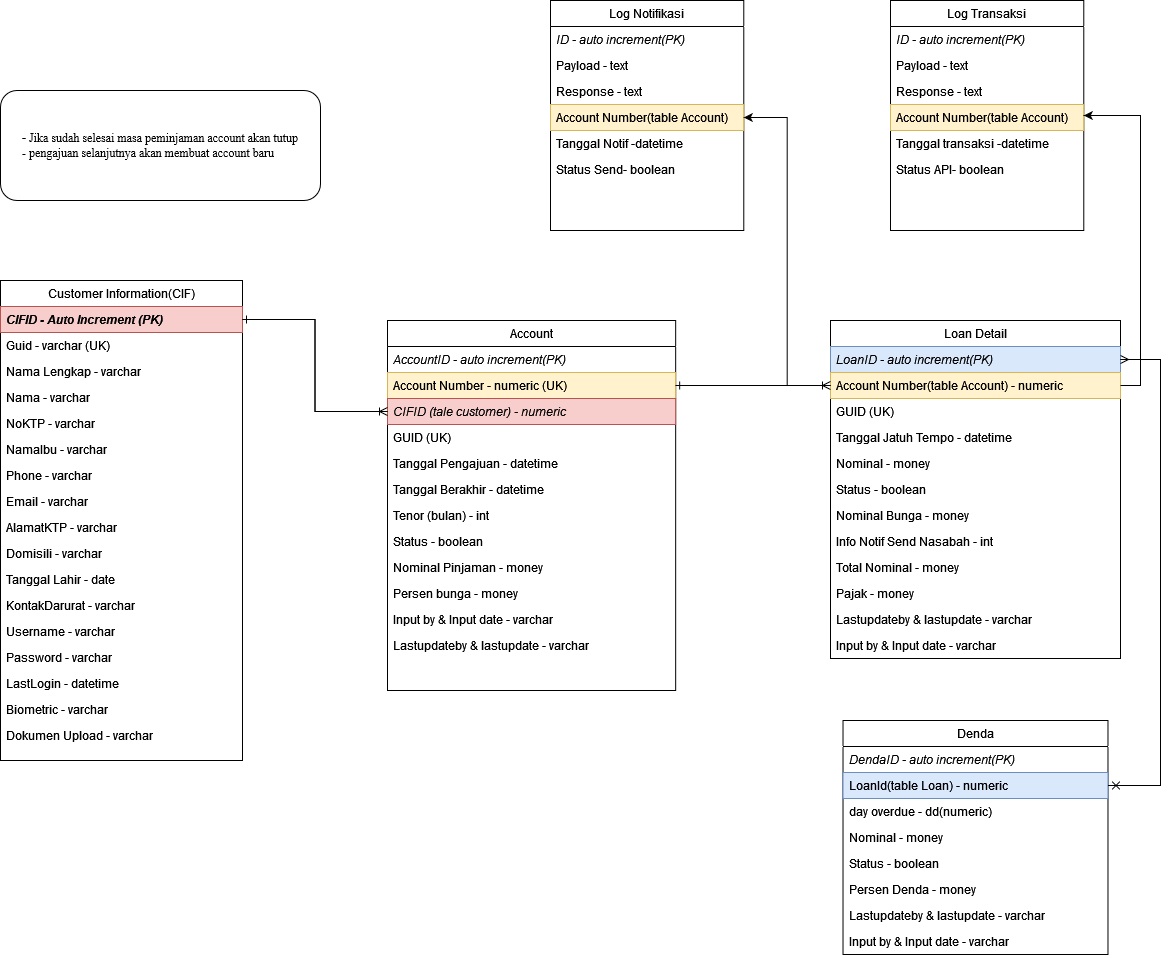 Log Notifikasi
ID - auto increment(PK)
Payload - text
Response - text
Account Number(table Account)
Tanggal Notif -datetime
Status Send- boolean
Log Transaksi
ID - auto increment(PK)
Payload - text
Response - text
Account Number(table Account)
Tanggal transaksi -datetime
Status API- boolean
- Jika sudah selesai masa peminjaman account akan tutup
- pengajuan selanjutnya akan membuat account baru
Customer Information(CIF)
CIFID - Auto Increment (PK)
Guid - varchar (UK)
Nama Lengkap - varchar
Nama - varchar
NoKTP - varchar
NamaIbu - varchar
Phone - varchar
Email - varchar
AlamatKTP - varchar
Domisili - varchar
Tanggal Lahir - date
KontakDarurat - varchar
Username - varchar
Password - varchar
LastLogin - datetime
Biometric - varchar
Dokumen Upload - varchar
Account
AccountID - auto increment(PK)
Account Number - numeric (UK)
CIFID (tale customer) - numeric
GUID (UK)
Tanggal Pengajuan - datetime
Tanggal Berakhir - datetime
Tenor (bulan) - int
Status - boolean
Nominal Pinjaman - money
Persen bunga - money
Input by & Input date - varchar
Lastupdateby & lastupdate - varchar
Loan Detail
LoanID - auto increment(PK)
Account Number(table Account) - numeric
GUID (UK)
Tanggal Jatuh Tempo - datetime
Nominal - money
Status - boolean
Nominal Bunga - money
Info Notif Send Nasabah - int
Total Nominal - money
Pajak - money
Lastupdateby & lastupdate - varchar
Input by & Input date - varchar
Denda
DendaID - auto increment(PK)
LoanId(table Loan) - numeric
day overdue - dd(numeric)
Nominal - money
Status - boolean
Persen Denda - money
Lastupdateby & lastupdate - varchar
Input by & Input date - varchar